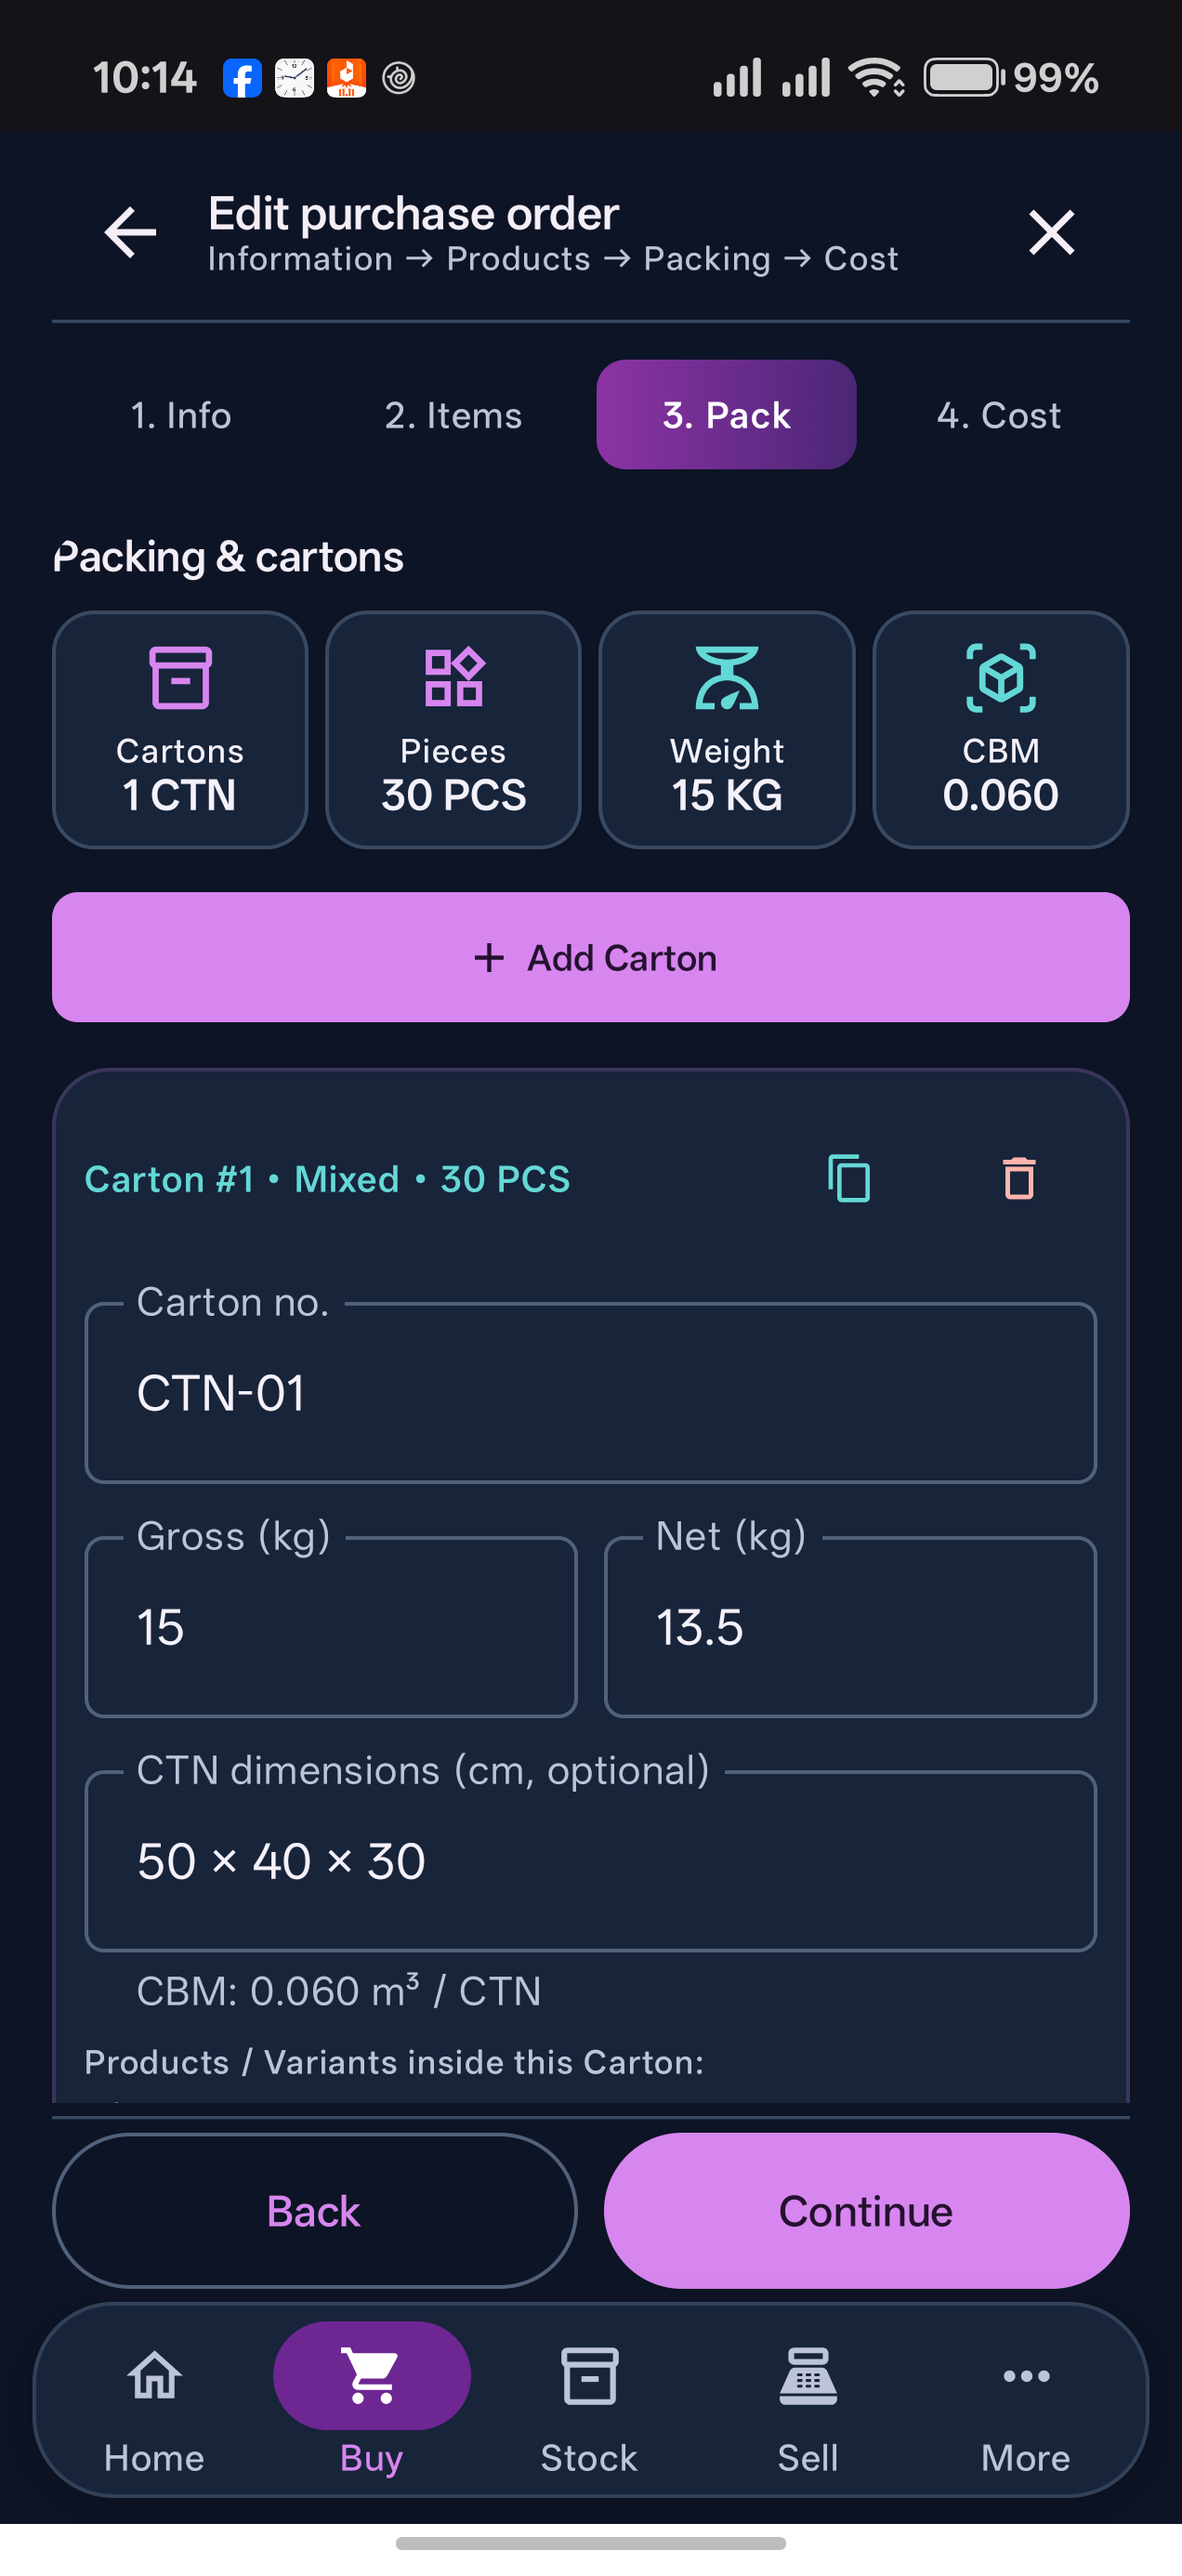 10:14
99%
Edit purchase order
Information → Products → Packing → Cost
1. Info
2. Items
3. Pack
4. Cost
Packing & cartons
Cartons
1 CTN
Pieces
30 PCS
Weight
15 KG
CBM
0.060
+ Add Carton
Carton #1 • Mixed • 30 PCS
Carton no.
CTN-01
Gross (kg)
15
Net (kg)
13.5
CTN dimensions (cm, optional)
50 × 40 × 30
CBM: 0.060 m³ / CTN
Products / Variants inside this Carton:
Back
Continue
Home
Buy
Stock
Sell
More